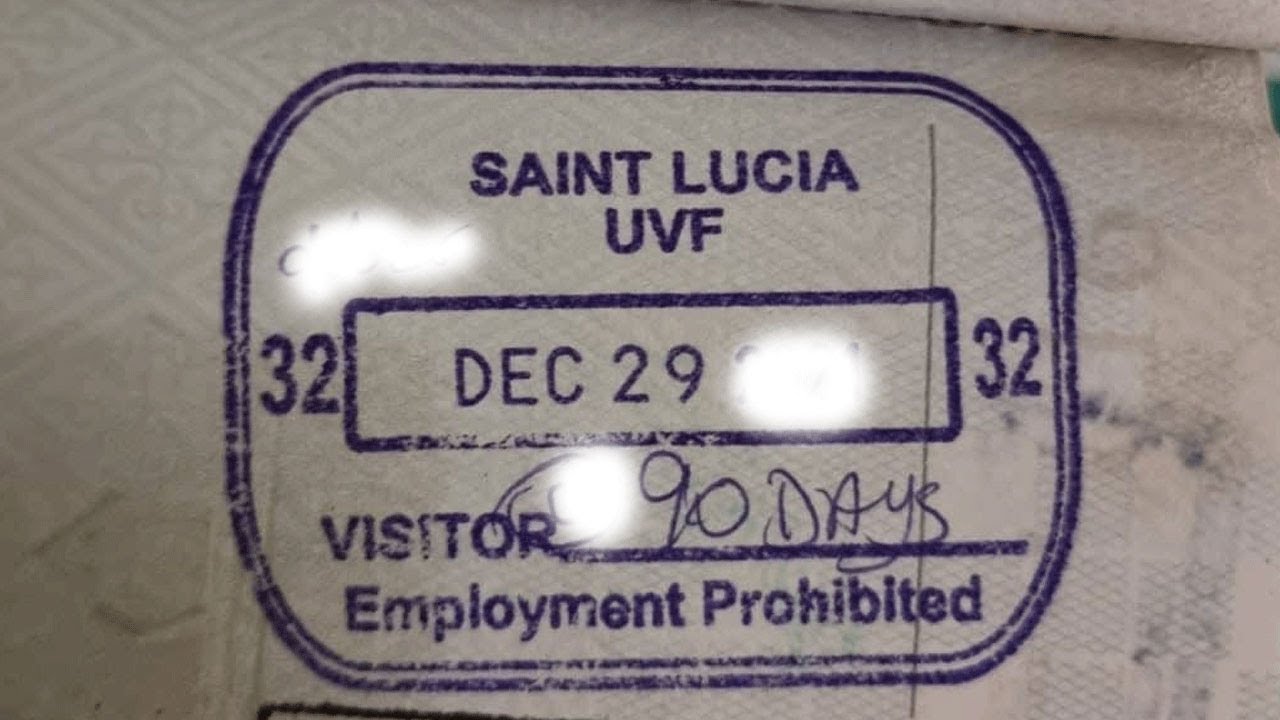 SAINT LUCIA
UVF
32 DEC 29 32
VISITOR 90 DAYS
Employment Prohibited